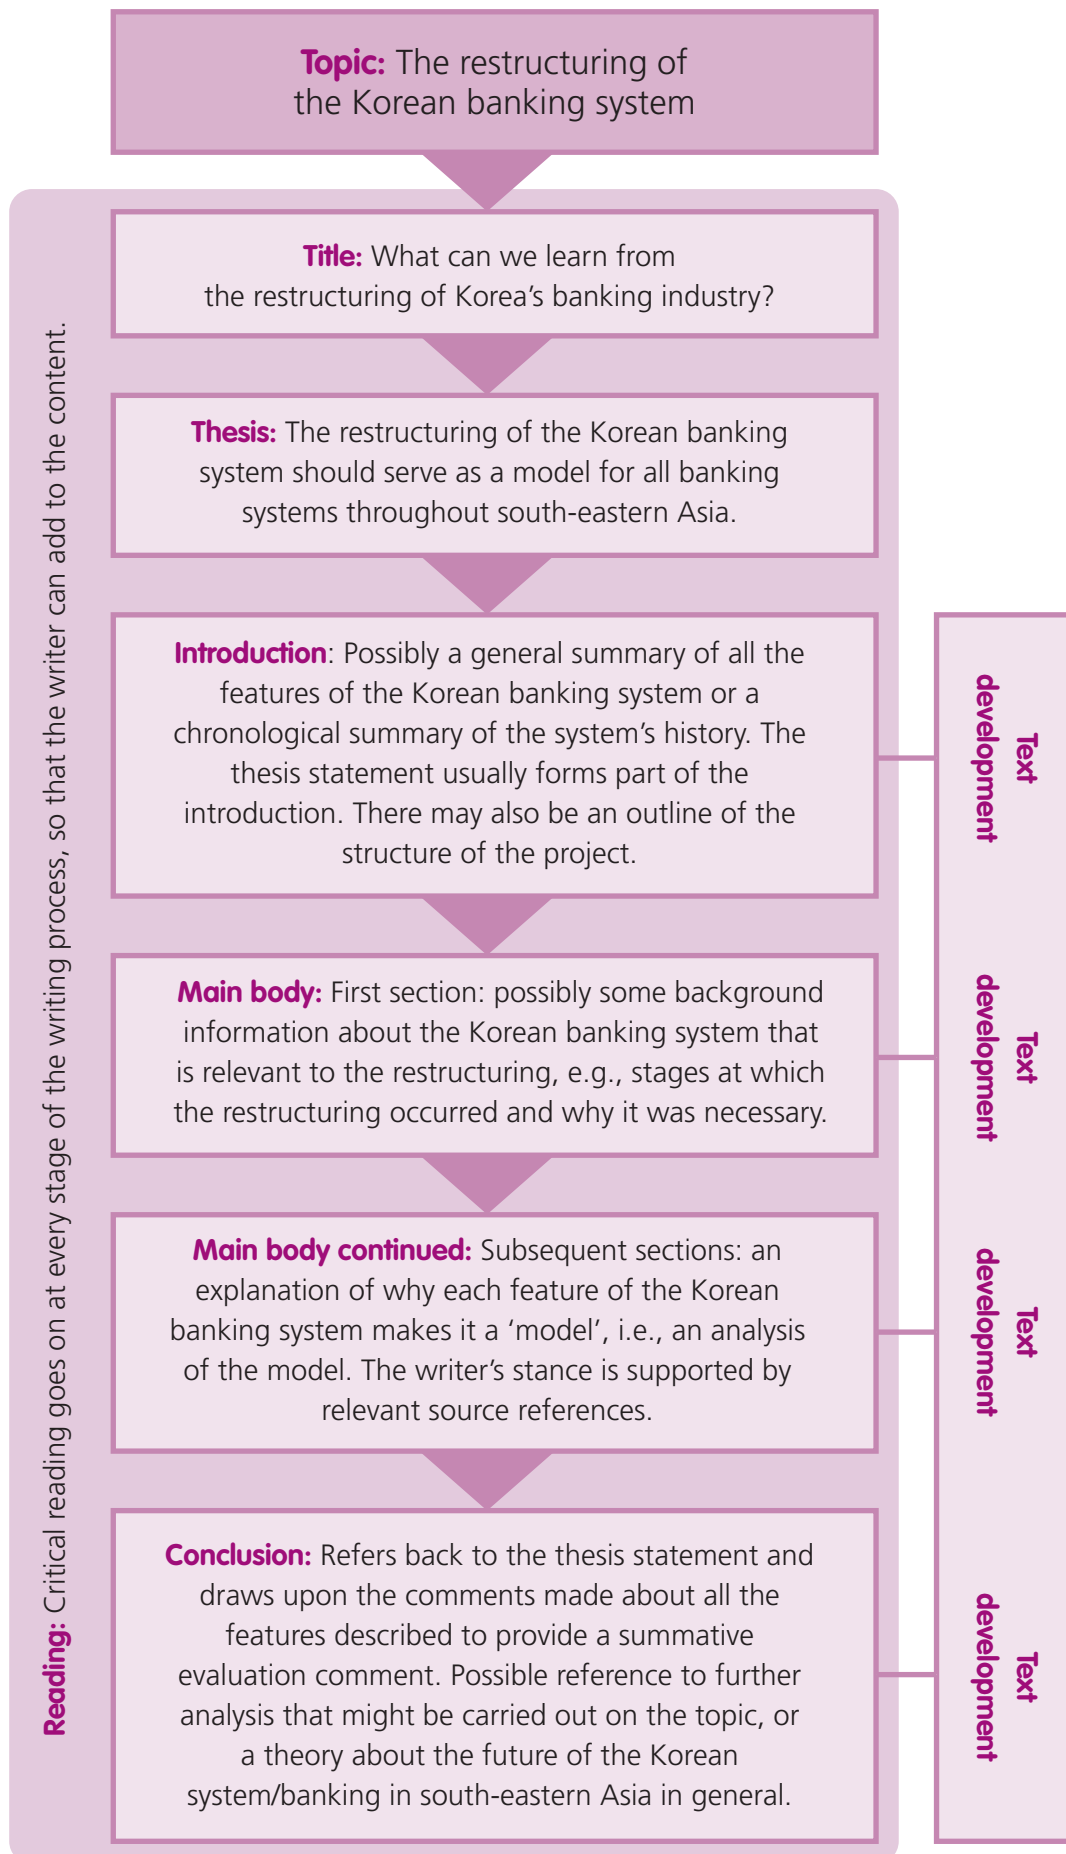 Topic: The restructuring of
the Korean banking system
Title: What can we learn from
the restructuring of Korea’s banking industry?
Thesis: The restructuring of the Korean banking
system should serve as a model for all banking
systems throughout south-eastern Asia.
Introduction: Possibly a general summary of all the
features of the Korean banking system or a
chronological summary of the system’s history. The
thesis statement usually forms part of the
introduction. There may also be an outline of the
structure of the project.
Text
development
Main body: First section: possibly some background
information about the Korean banking system that
is relevant to the restructuring, e.g., stages at which
the restructuring occurred and why it was necessary.
Text
development
Main body continued: Subsequent sections: an
explanation of why each feature of the Korean
banking system makes it a ‘model’, i.e., an analysis
of the model. The writer’s stance is supported by
relevant source references.
Text
development
Conclusion: Refers back to the thesis statement and
draws upon the comments made about all the
features described to provide a summative
evaluation comment. Possible reference to further
analysis that might be carried out on the topic, or
a theory about the future of the Korean
system/banking in south-eastern Asia in general.
Text
development
Reading: Critical reading goes on at every stage of the writing process, so that the writer can add to the content.